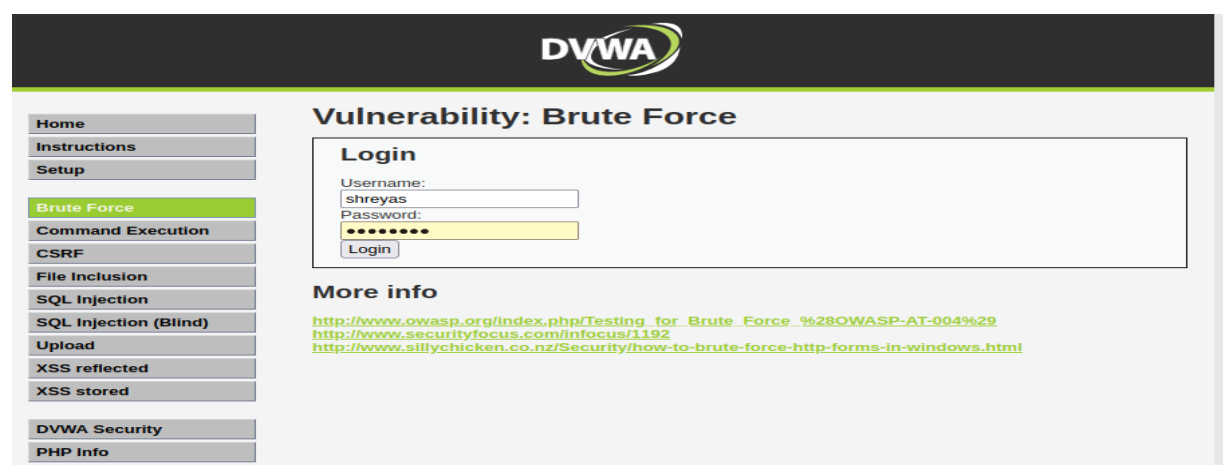 DVWA
Home
Instructions
Setup
Brute Force
Command Execution
CSRF
File Inclusion
SQL Injection
SQL Injection (Blind)
Upload
XSS reflected
XSS stored
DVWA Security
PHP Info
Vulnerability: Brute Force
Login
Username:
shreyas
Password:
••••••••
Login
More info
http://www.owasp.org/index.php/Testing_for_Brute_Force_%28OWASP-AT-004%29
http://www.securityfocus.com/infocus/1192
http://www.sillychicken.co.nz/Security/how-to-brute-force-http-forms-in-windows.html